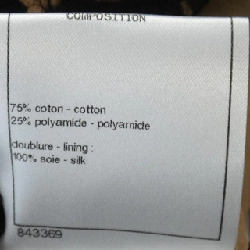 COMPOSITION
75% coton - cotton
25% polyamide - polyamide
doublure - lining :
100% soie - silk
843369